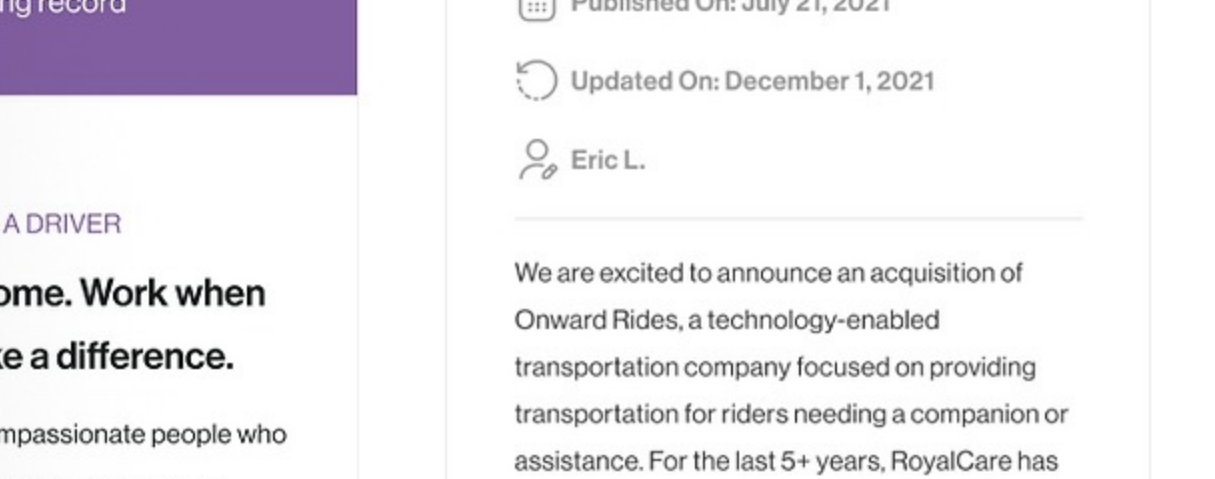 ng record
A DRIVER
ome. Work when
ke a difference.
mpassionate people who
Published On: July 21, 2021
Updated On: December 1, 2021
Eric L.
We are excited to announce an acquisition of
Onward Rides, a technology-enabled
transportation company focused on providing
transportation for riders needing a companion or
assistance. For the last 5+ years, RoyalCare has